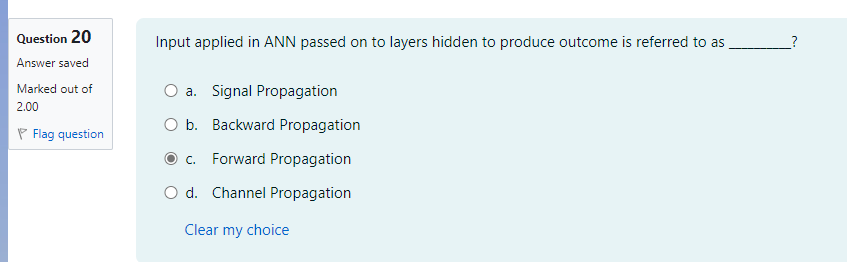 Question 20
Answer saved
Marked out of
2.00
Flag question
Input applied in ANN passed on to layers hidden to produce outcome is referred to as __________?
a. Signal Propagation
b. Backward Propagation
c. Forward Propagation
d. Channel Propagation
Clear my choice